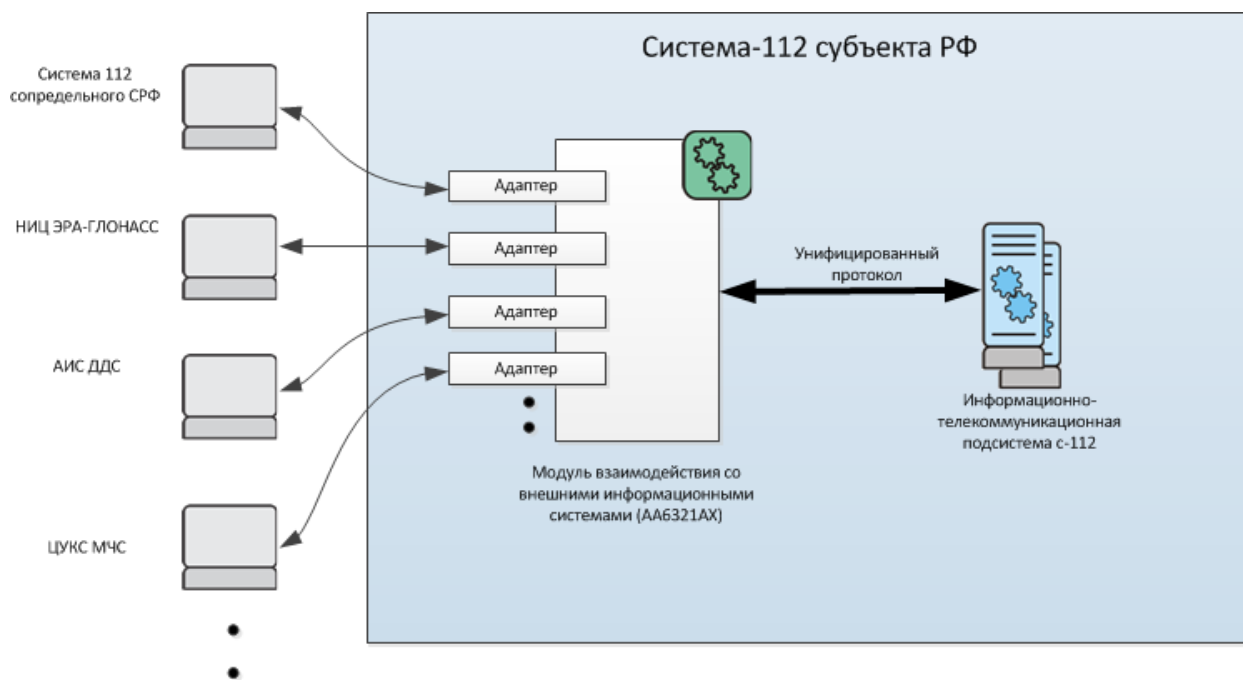 Система-112 субъекта РФ
Система 112
сопредельного СРФ
НИЦ ЭРА-ГЛОНАСС
АИС ДДС
ЦУКС МЧС
Адаптер
Адаптер
Адаптер
Адаптер
Модуль взаимодействия со
внешними информационными
системами (AA6321AX)
Унифицированный
протокол
Информационно-
телекоммуникационная
подсистема с-112